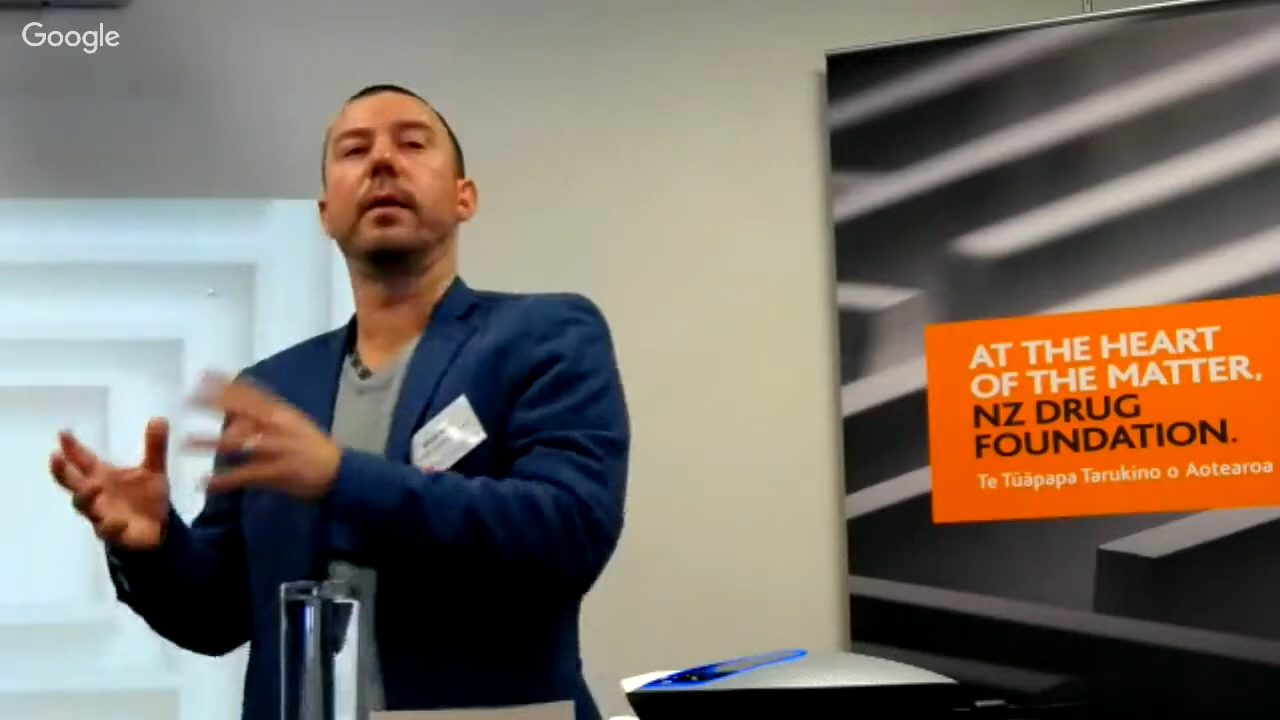 Google
AT THE HEART
OF THE MATTER,
NZ DRUG
FOUNDATION.
Te Tūāpapa Tarukino o Aotearoa